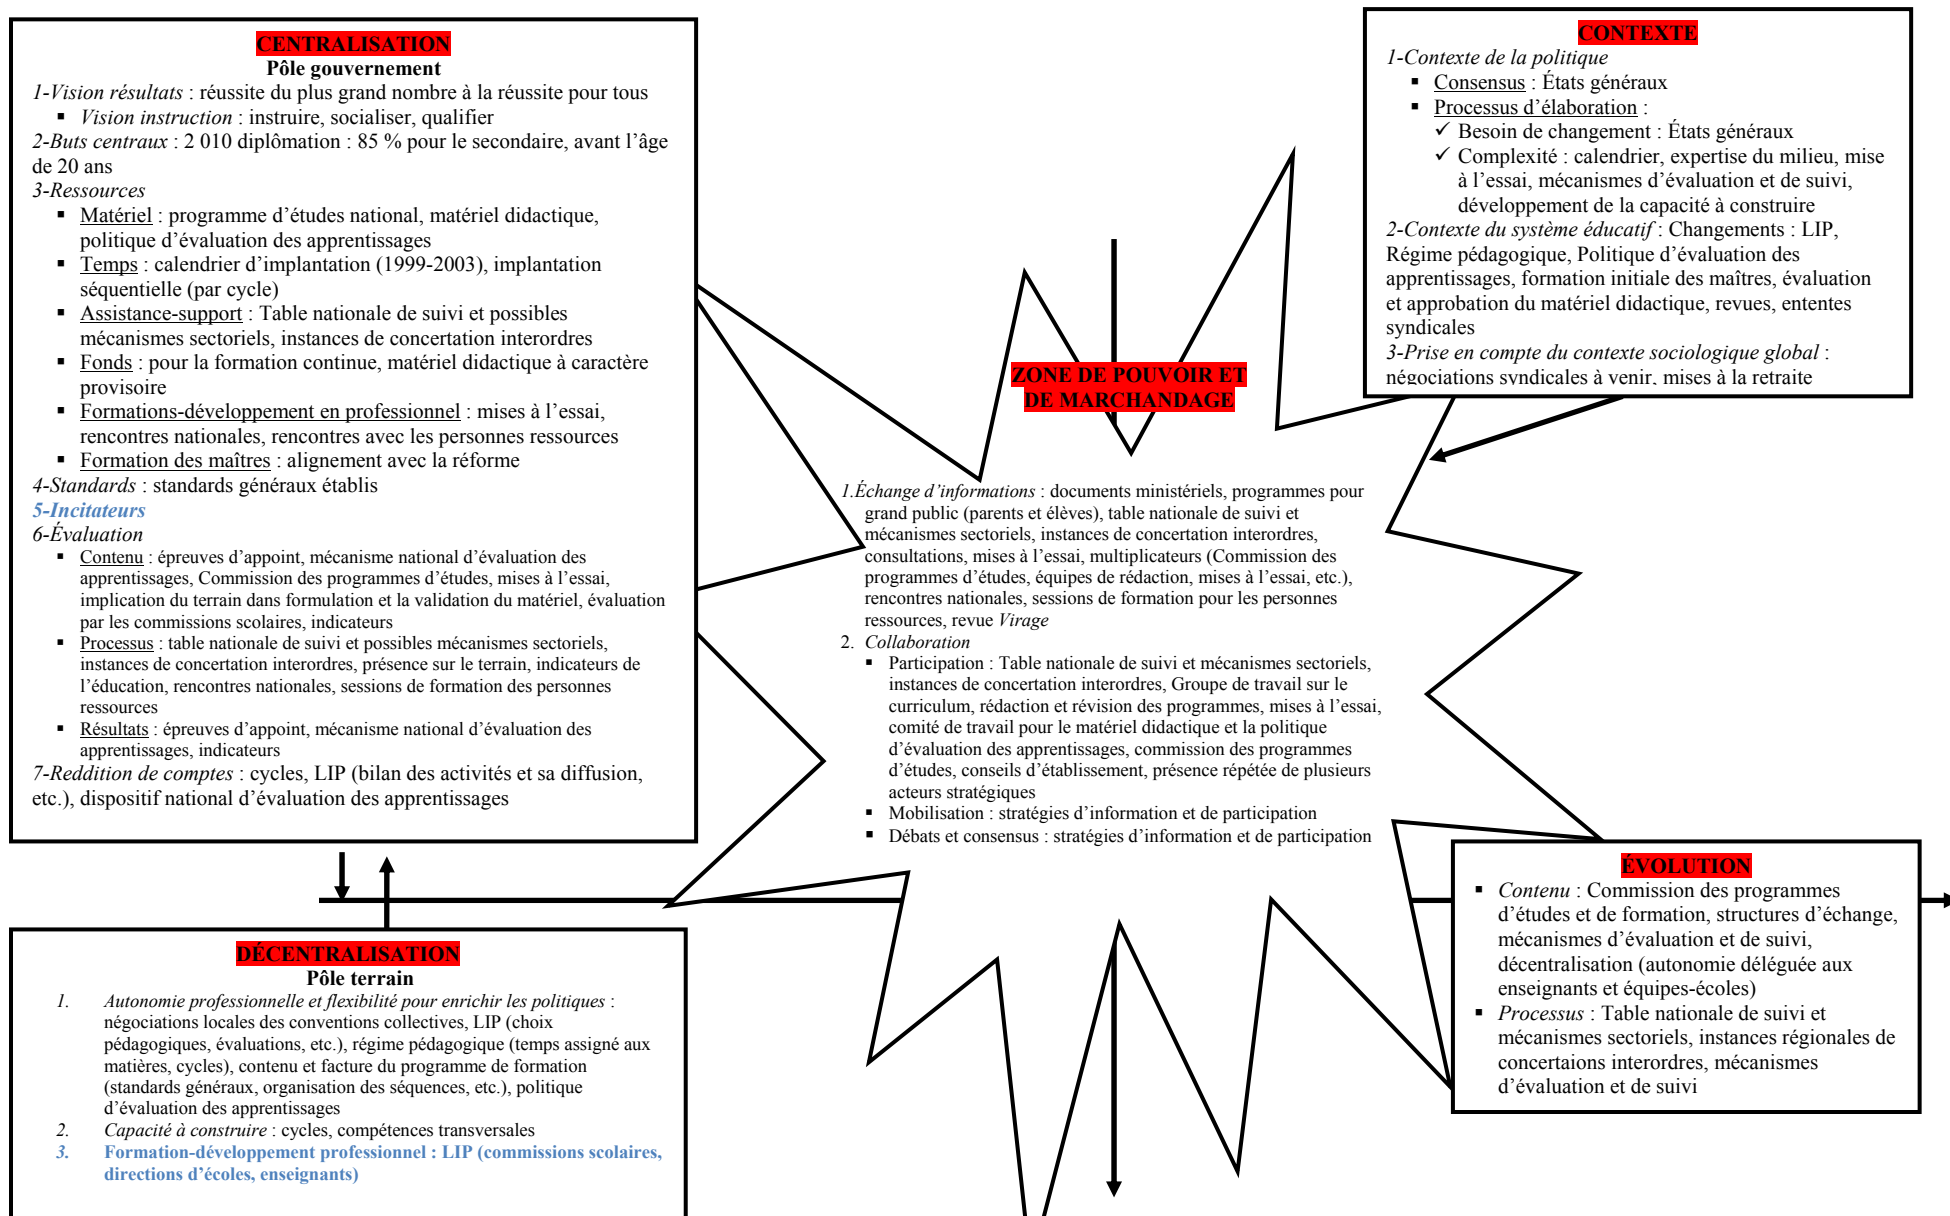 CENTRALISATION
Pôle gouvernement
1-Vision résultats : réussite du plus grand nombre à la réussite pour tous
▪ Vision instruction : instruire, socialiser, qualifier
2-Buts centraux : 2 010 diplômation : 85 % pour le secondaire, avant l’âge
de 20 ans
3-Ressources
▪ Matériel : programme d’études national, matériel didactique,
politique d’évaluation des apprentissages
▪ Temps : calendrier d’implantation (1999-2003), implantation
séquentielle (par cycle)
▪ Assistance-support : Table nationale de suivi et possibles
mécanismes sectoriels, instances de concertation interordres
▪ Fonds : pour la formation continue, matériel didactique à caractère
provisoire
▪ Formations-développement en professionnel : mises à l’essai,
rencontres nationales, rencontres avec les personnes ressources
▪ Formation des maîtres : alignement avec la réforme
4-Standards : standards généraux établis
5-Incitateurs
6-Évaluation
▪ Contenu : épreuves d’appoint, mécanisme national d’évaluation des
apprentissages, Commission des programmes d’études, mises à l’essai,
implication du terrain dans formulation et la validation du matériel, évaluation
par les commissions scolaires, indicateurs
▪ Processus : table nationale de suivi et possibles mécanismes sectoriels,
instances de concertation interordres, présence sur le terrain, indicateurs de
l’éducation, rencontres nationales, sessions de formation des personnes
ressources
▪ Résultats : épreuves d’appoint, mécanisme national d’évaluation des
apprentissages, indicateurs
7-Reddition de comptes : cycles, LIP (bilan des activités et sa diffusion,
etc.), dispositif national d’évaluation des apprentissages
CONTEXTE
1-Contexte de la politique
▪ Consensus : États généraux
▪ Processus d’élaboration :
✓ Besoin de changement : États généraux
✓ Complexité : calendrier, expertise du milieu, mise
à l’essai, mécanismes d’évaluation et de suivi,
développement de la capacité à construire
2-Contexte du système éducatif : Changements : LIP,
Régime pédagogique, Politique d’évaluation des
apprentissages, formation initiale des maîtres, évaluation
et approbation du matériel didactique, revues, ententes
syndicales
3-Prise en compte du contexte sociologique global :
négociations syndicales à venir, mises à la retraite
ZONE DE POUVOIR ET
DE MARCHANDAGE
1.Échange d’informations : documents ministériels, programmes pour
grand public (parents et élèves), table nationale de suivi et
mécanismes sectoriels, instances de concertation interordres,
consultations, mises à l’essai, multiplicateurs (Commission des
programmes d’études, équipes de rédaction, mises à l’essai, etc.),
rencontres nationales, sessions de formation pour les personnes
ressources, revue Virage
2. Collaboration
▪ Participation : Table nationale de suivi et mécanismes sectoriels,
instances de concertation interordres, Groupe de travail sur le
curriculum, rédaction et révision des programmes, mises à l’essai,
comité de travail pour le matériel didactique et la politique
d’évaluation des apprentissages, commission des programmes
d’études, conseils d’établissement, présence répétée de plusieurs
acteurs stratégiques
▪ Mobilisation : stratégies d’information et de participation
▪ Débats et consensus : stratégies d’information et de participation
ÉVOLUTION
▪ Contenu : Commission des programmes
d’études et de formation, structures d’échange,
mécanismes d’évaluation et de suivi,
décentralisation (autonomie déléguée aux
enseignants et équipes-écoles)
▪ Processus : Table nationale de suivi et
mécanismes sectoriels, instances régionales de
concertaions interordres, mécanismes
d’évaluation et de suivi
DÉCENTRALISATION
Pôle terrain
1. Autonomie professionnelle et flexibilité pour enrichir les politiques :
négociations locales des conventions collectives, LIP (choix
pédagogiques, évaluations, etc.), régime pédagogique (temps assigné aux
matières, cycles), contenu et facture du programme de formation
(standards généraux, organisation des séquences, etc.), politique
d’évaluation des apprentissages
2. Capacité à construire : cycles, compétences transversales
3. Formation-développement professionnel : LIP (commissions scolaires,
directions d’écoles, enseignants)